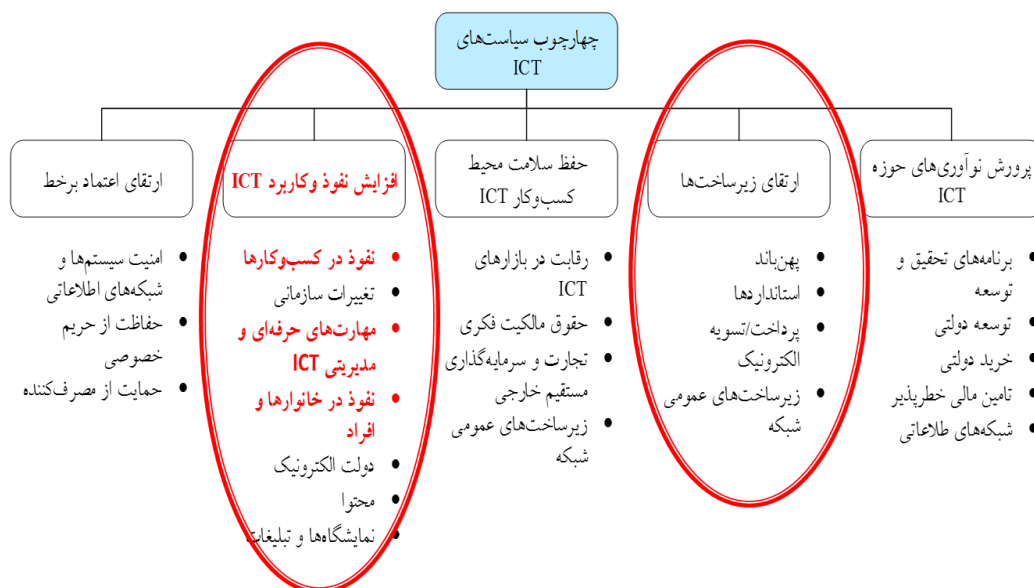 چهارچوب سیاست‌های
ICT
پرورش نوآوری‌های حوزه
ICT
برنامه‌های تحقیق و
توسعه
توسعه دولتی
خرید دولتی
تامین مالی خطرپذیر
شبکه‌های طلاعاتی
ارتقای زیرساخت‌ها
پهن‌باند
استانداردها
پرداخت/تسویه
الکترونیک
زیرساخت‌های عمومی
شبکه
حفظ سلامت محیط
کسب‌وکار ICT
رقابت در بازارهای
ICT
حقوق مالکیت فکری
تجارت و سرمایه‌گذاری
مستقیم خارجی
زیرساخت‌های عمومی
شبکه
افزایش نفوذ وکاربرد ICT
نفوذ در کسب‌وکارها
تغییرات سازمانی
مهارت‌های حرفه‌ای و
مدیریتی ICT
نفوذ در خانوارها و
افراد
دولت الکترونیک
محتوا
نمایشگاه‌ها و تبلیغات
ارتقای اعتماد برخط
امنیت سیستم‌ها و
شبکه‌های اطلاعاتی
حفاظت از حریم
خصوصی
حمایت از مصرف‌کننده